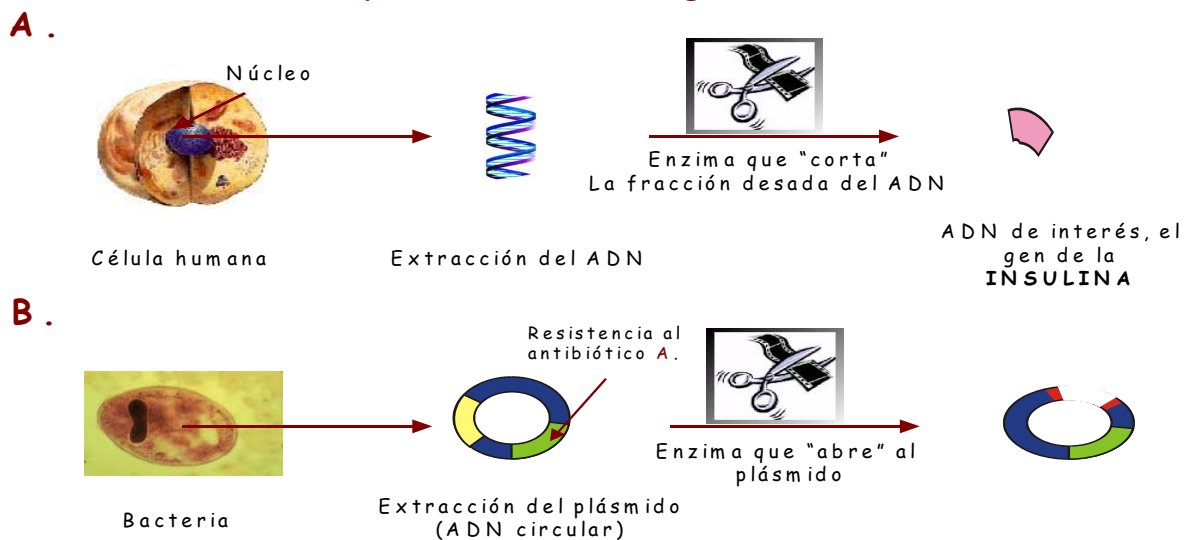 A.
Núcleo
Enzima que “corta”
La fracción desada del ADN
Célula humana
Extracción del ADN
ADN de interés, el
gen de la
INSULINA
B.
Resistencia al
antibiótico A.
Enzima que “abre” al
plásmido
Bacteria
Extracción del plásmido
(ADN circular)